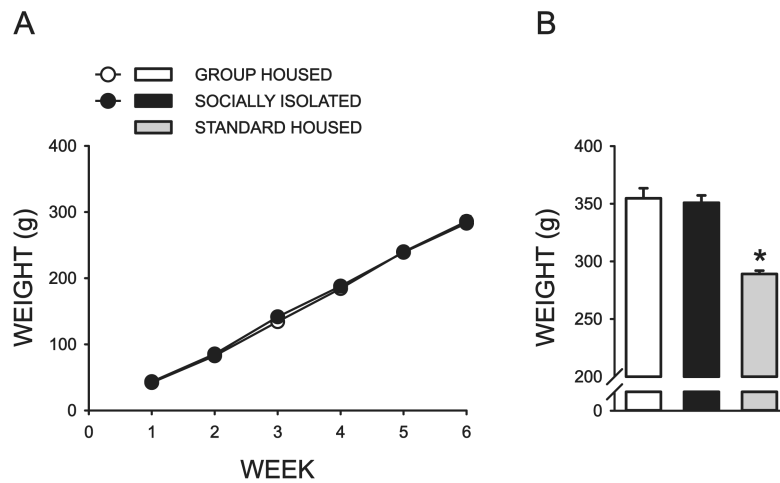 A
B
GROUP HOUSED
SOCIALLY ISOLATED
STANDARD HOUSED
WEIGHT (g)
400
300
200
100
0
0 1 2 3 4 5 6
WEEK
WEIGHT (g)
400
350
300
250
200
0
*